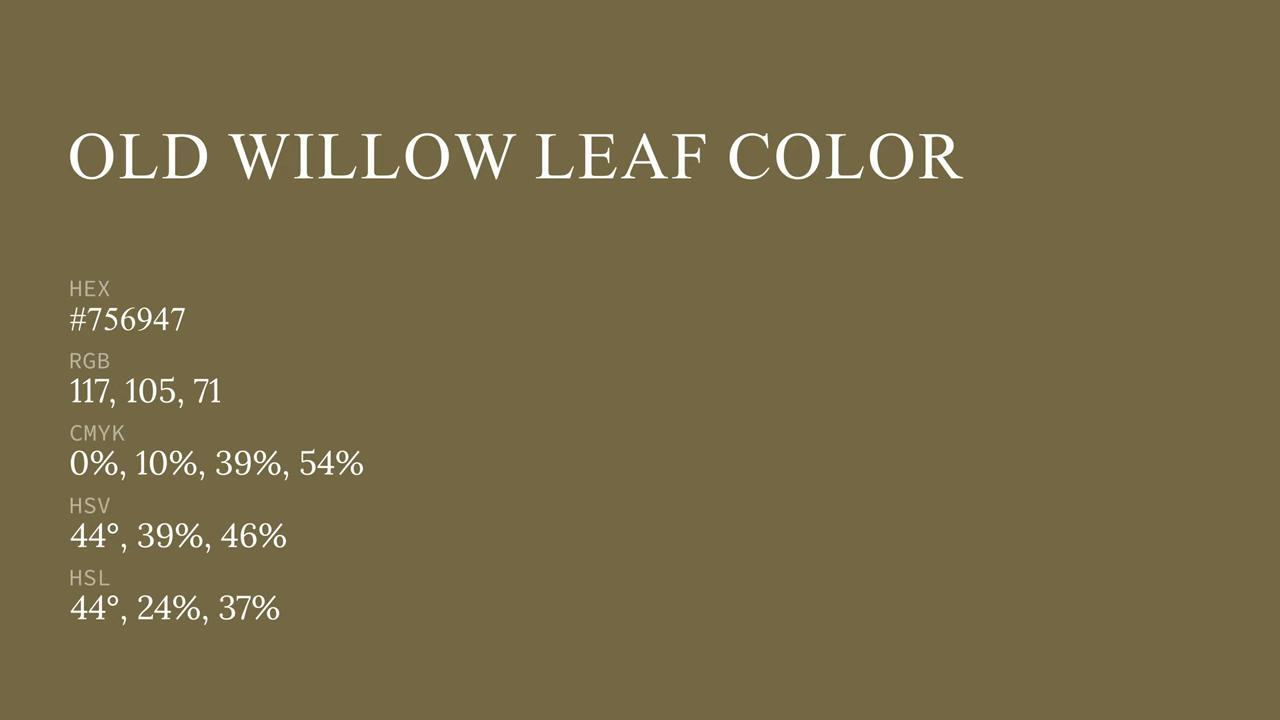 OLD WILLOW LEAF COLOR
HEX
#756947
RGB
117, 105, 71
CMYK
0%, 10%, 39%, 54%
HSV
44°, 39%, 46%
HSL
44°, 24%, 37%